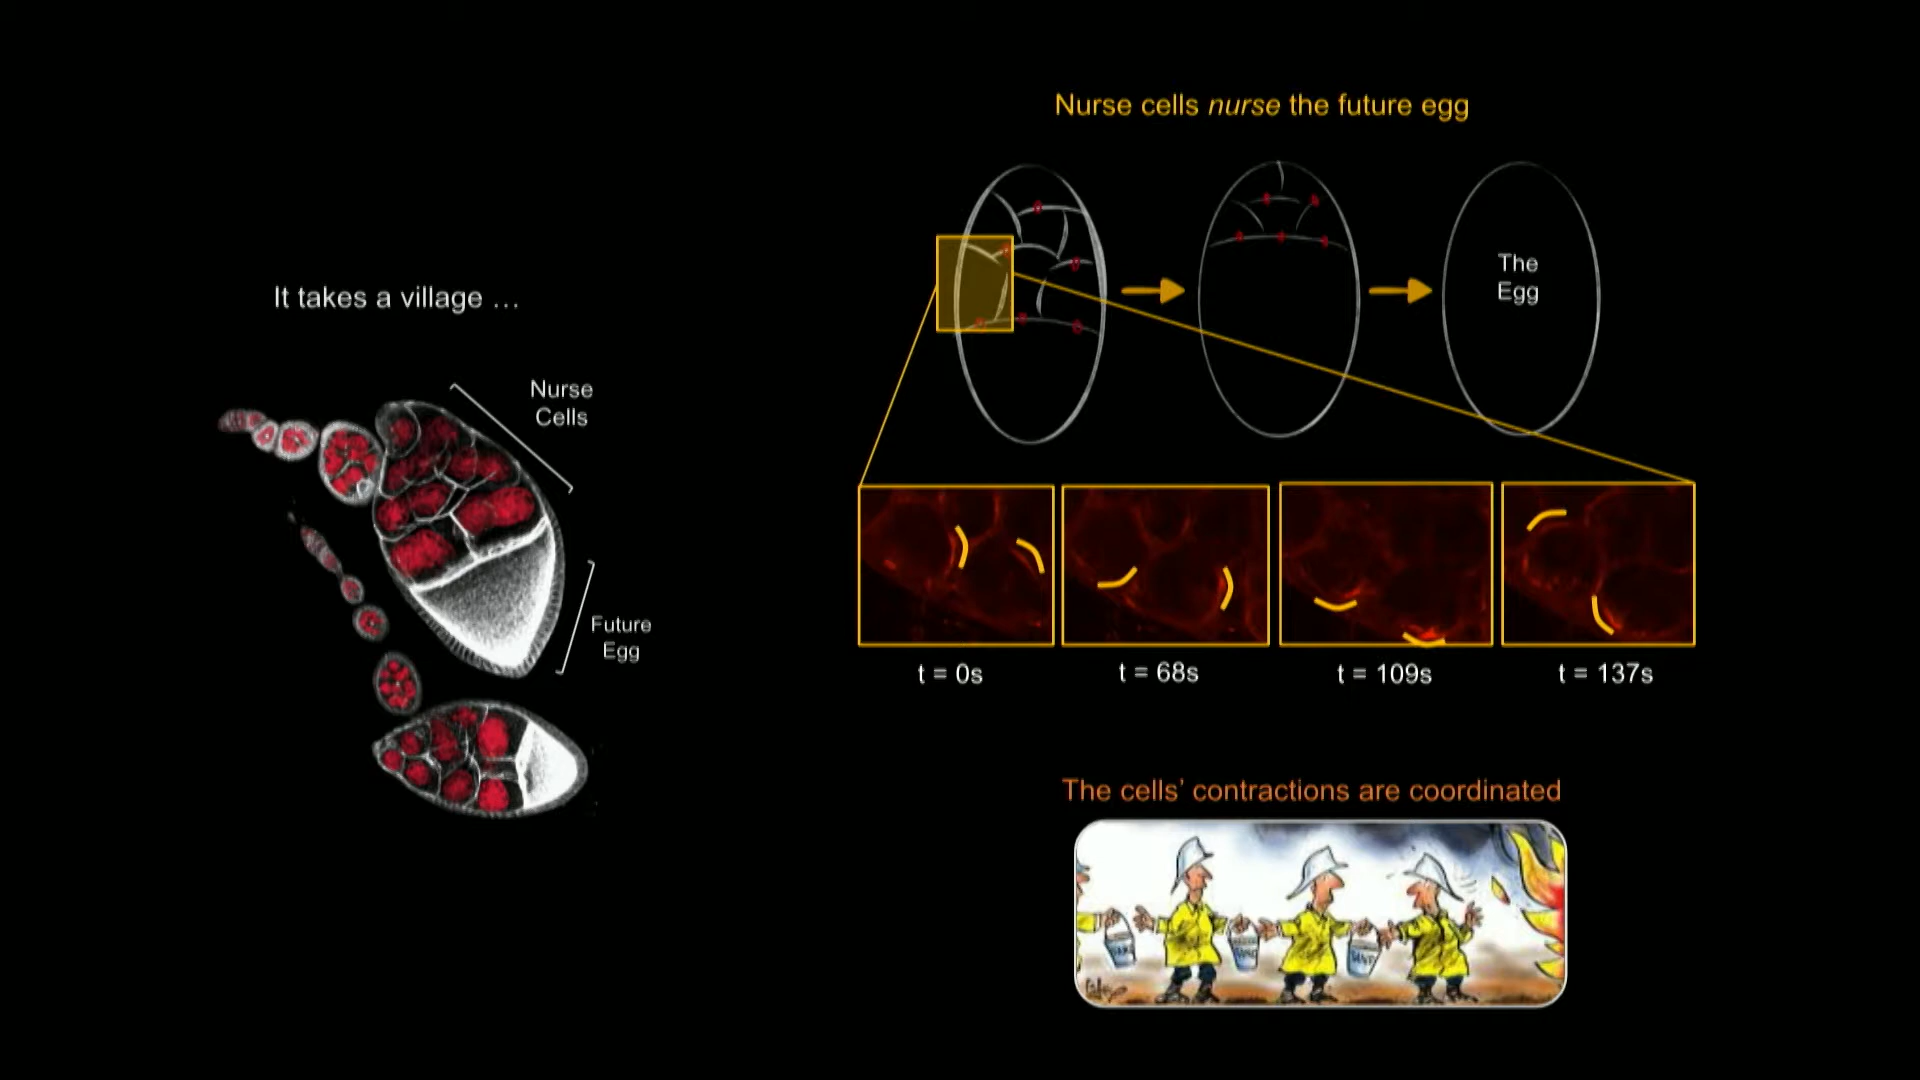 Nurse cells nurse the future egg
It takes a village …
Nurse
Cells
Future
Egg
The
Egg
t = 0s
t = 68s
t = 109s
t = 137s
The cells’ contractions are coordinated
SAND